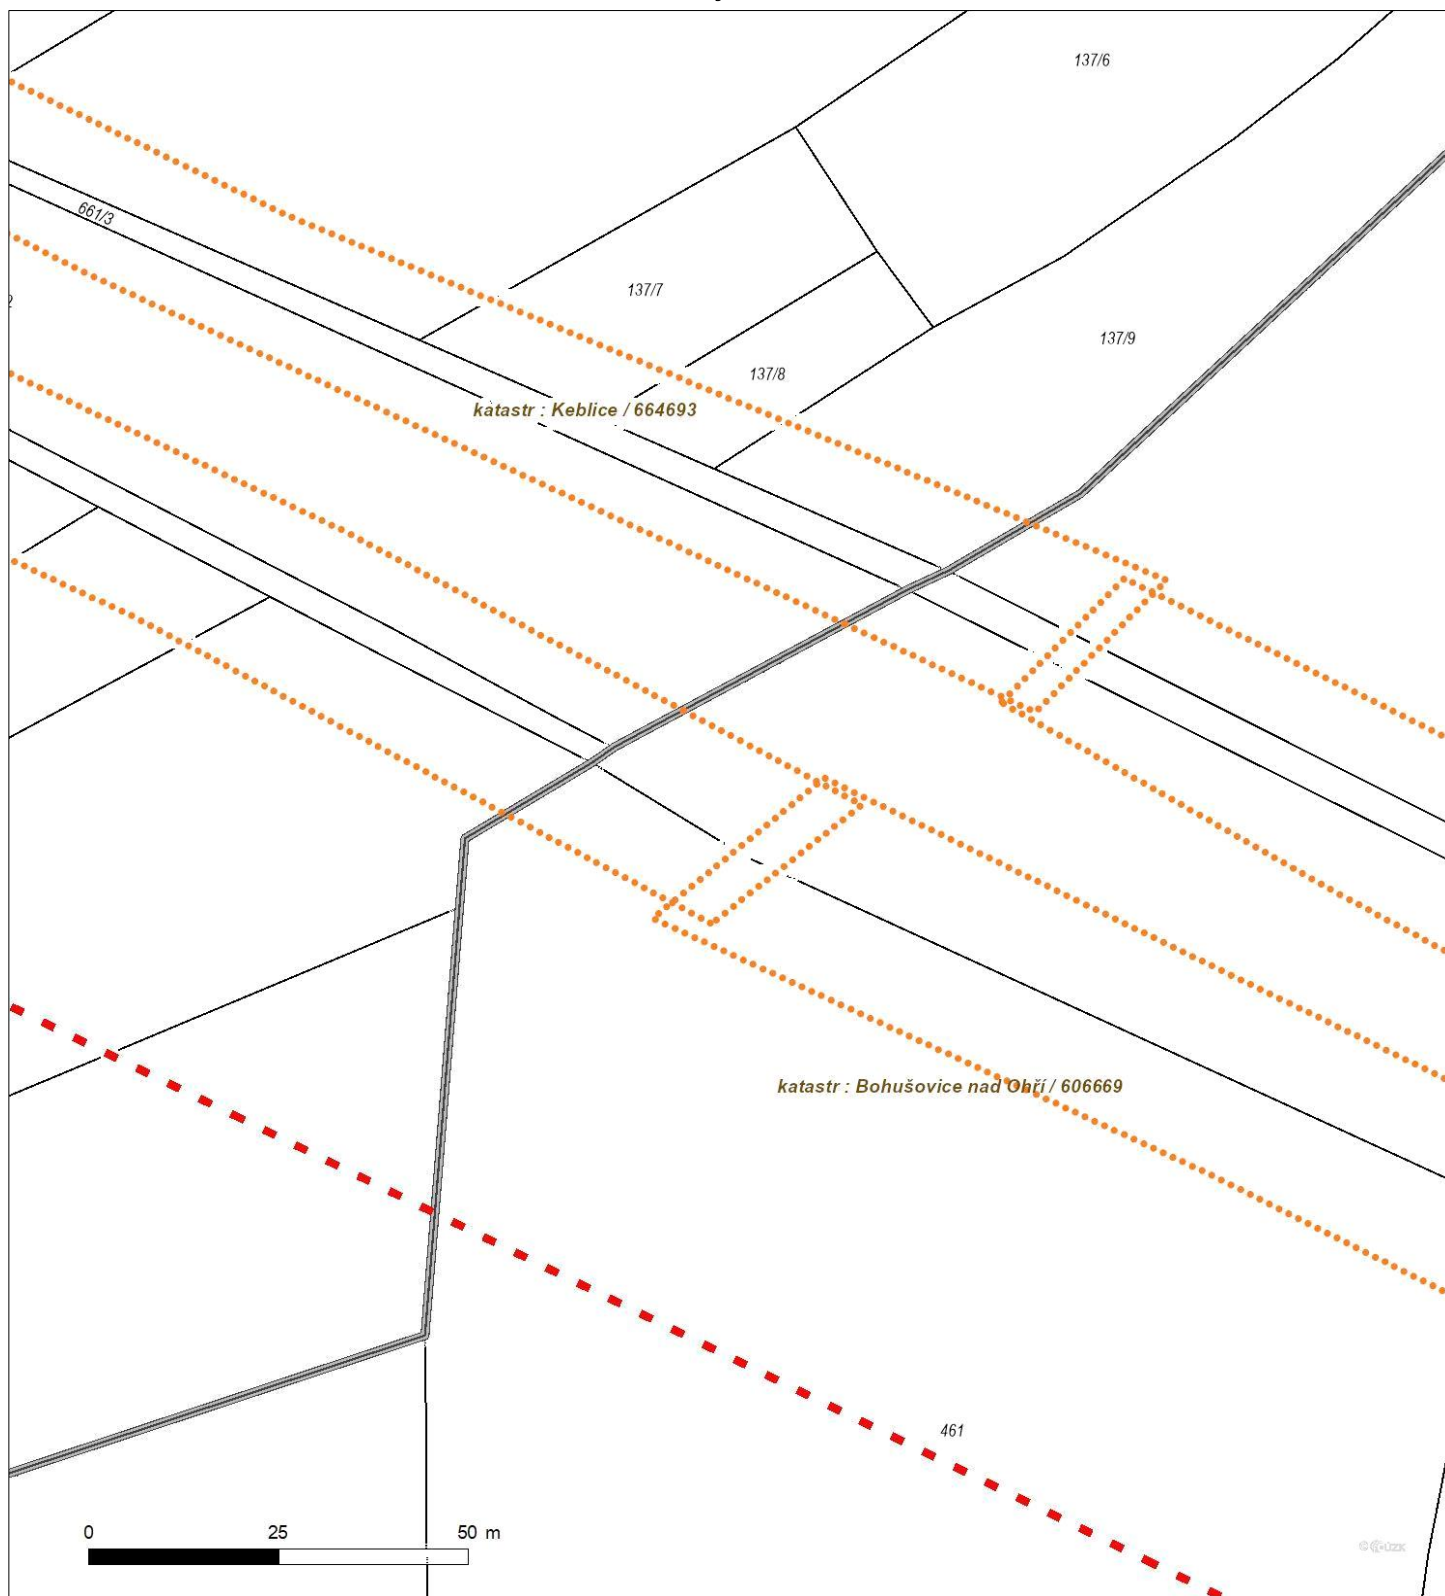 137/6
661/3
137/7
137/9
137/8
katastr : Keblice / 664693
katastr : Bohušovice nad Ohří / 606669
461
0 25 50 m